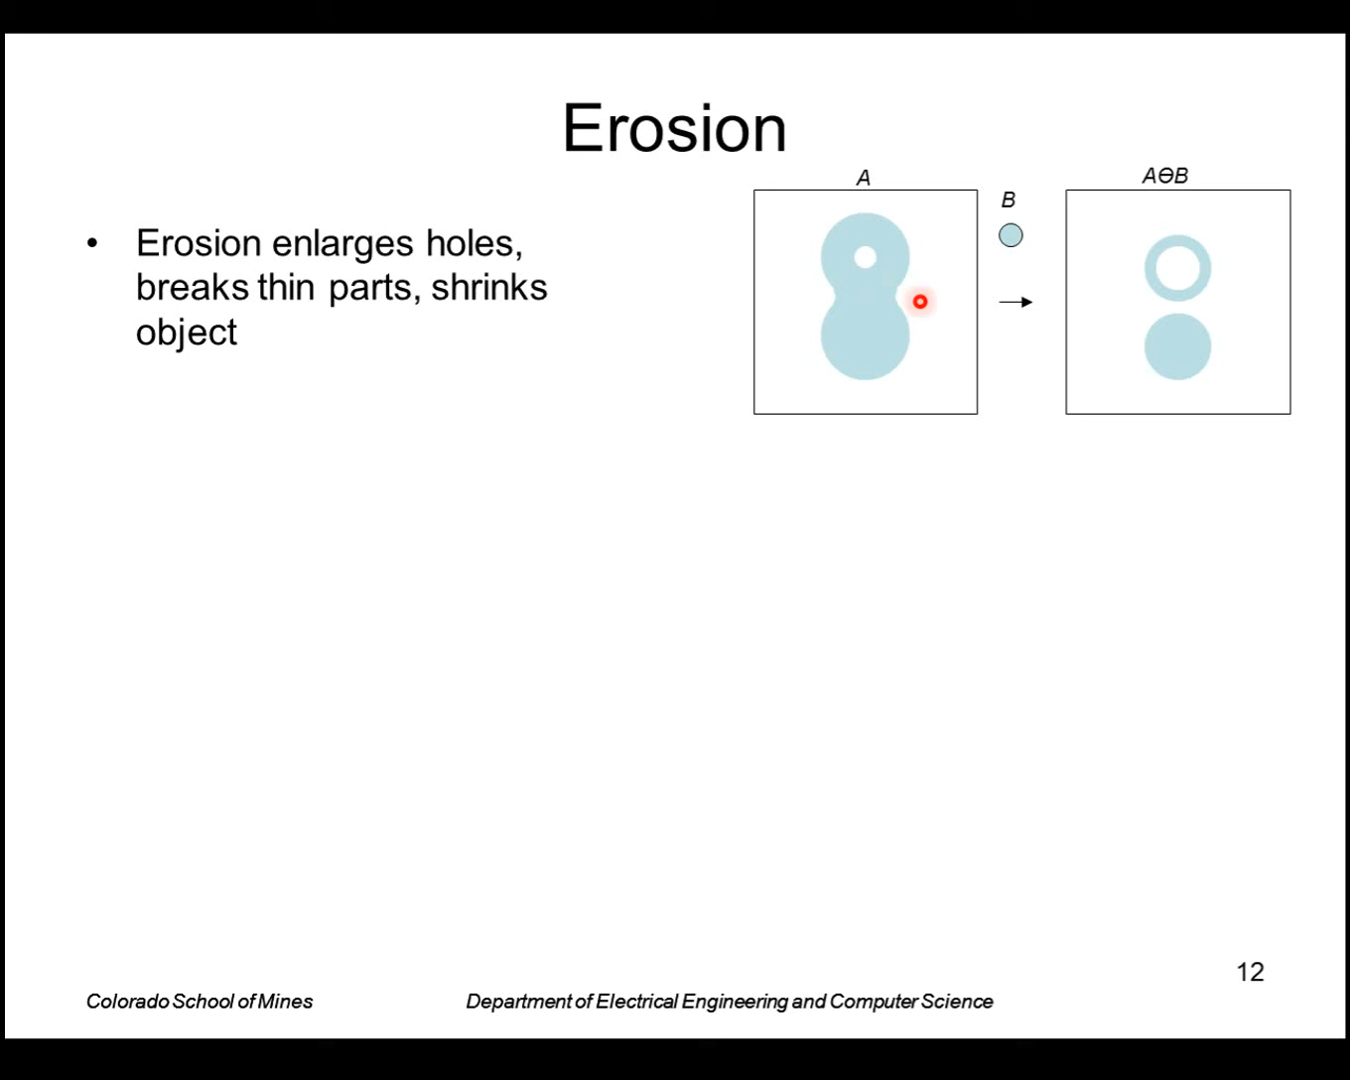 Erosion
• Erosion enlarges holes,
breaks thin parts, shrinks
object
A
B
AΘB
12
Colorado School of Mines
Department of Electrical Engineering and Computer Science